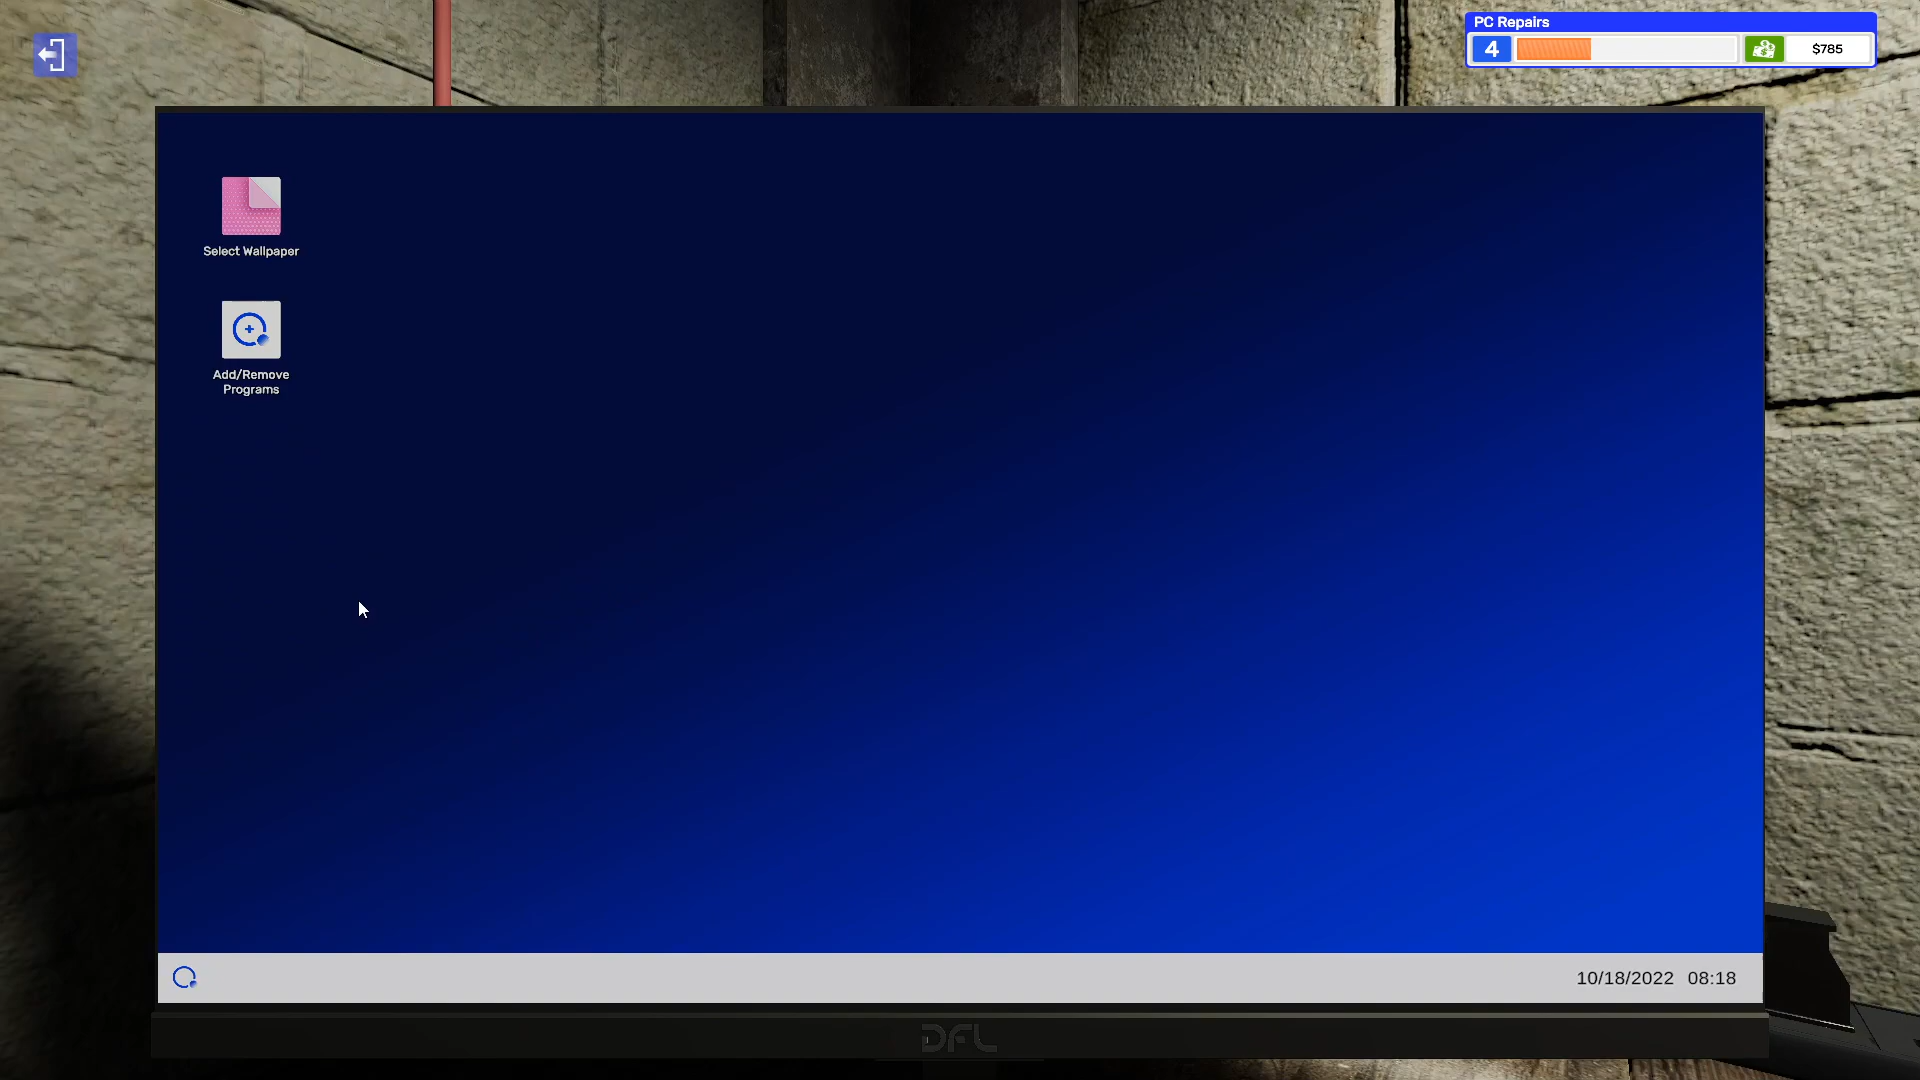 PC Repairs
4
$785
Select Wallpaper
Add/Remove
Programs
10/18/2022 08:18
DFL